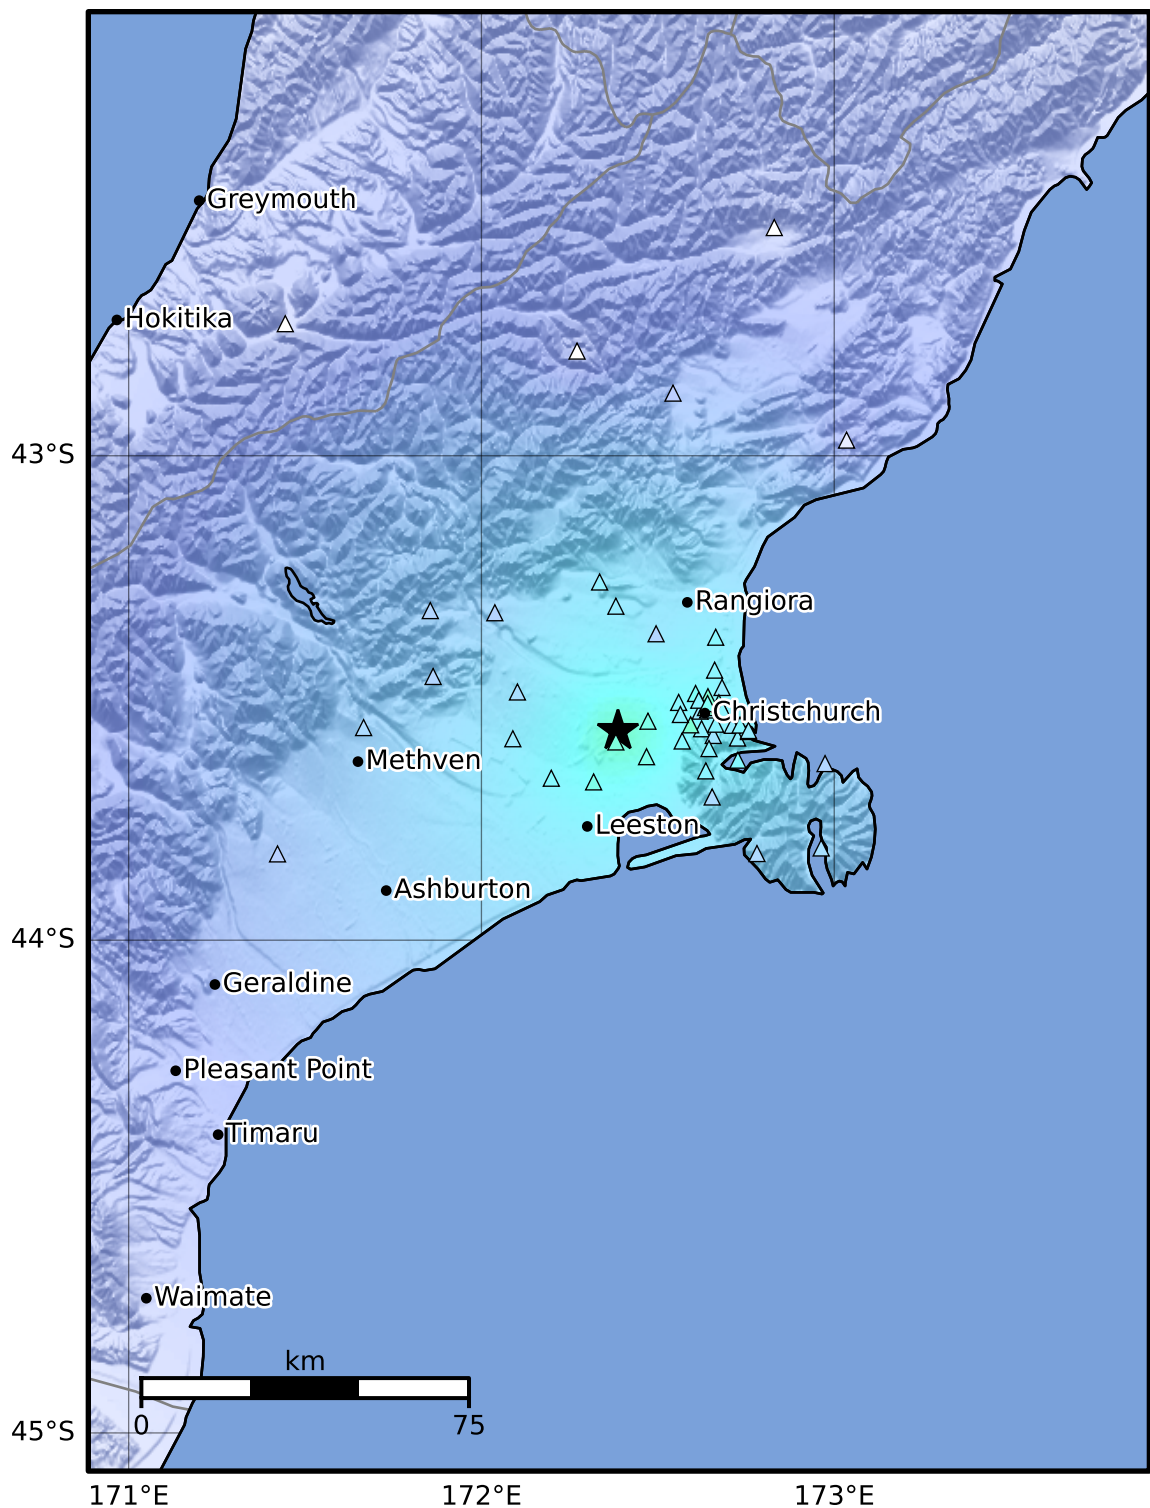 Greymouth
Hokitika
43°S
Rangiora
Christchurch
Methven
Leeston
Ashburton
44°S
Geraldine
Pleasant Point
Timaru
Waimate
km
0 75
45°S
171°E 172°E 173°E